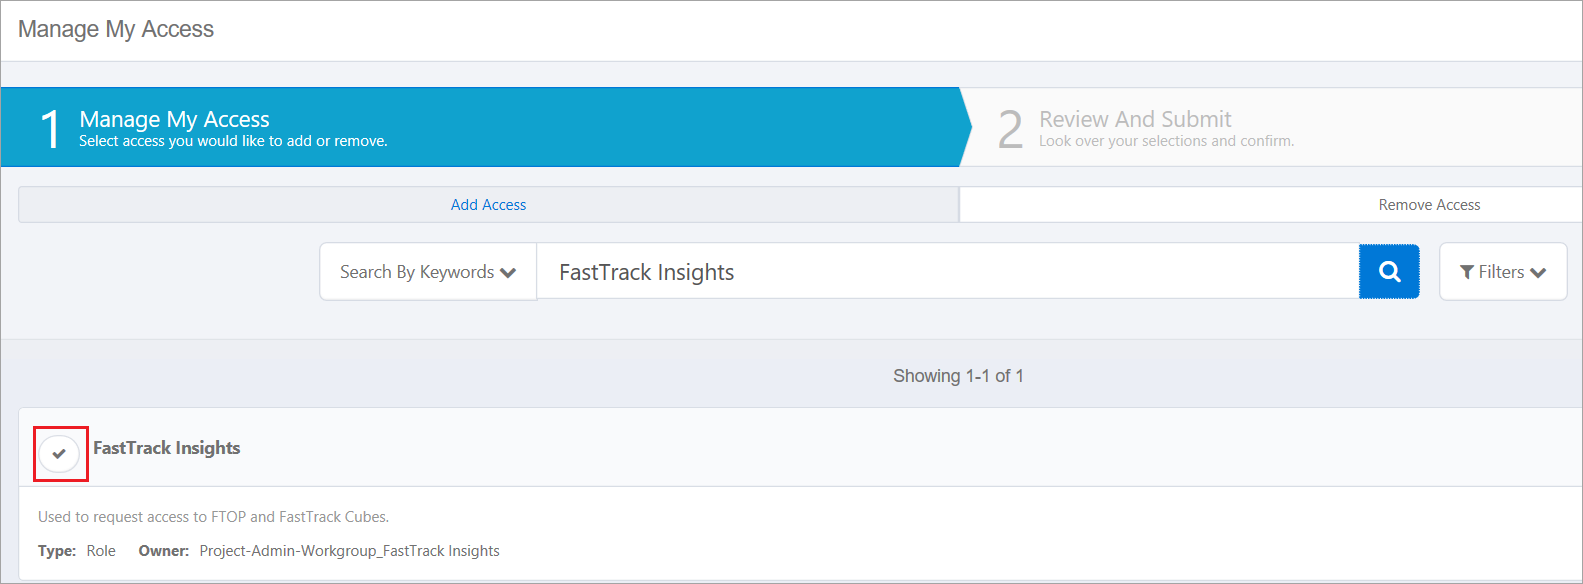 Manage My Access
1 Manage My Access
Select access you would like to add or remove.
2 Review And Submit
Look over your selections and confirm.
Add Access
Remove Access
Search By Keywords
FastTrack Insights
Filters
Showing 1-1 of 1
FastTrack Insights
Used to request access to FTOP and FastTrack Cubes.
Type: Role Owner: Project-Admin-Workgroup_FastTrack Insights